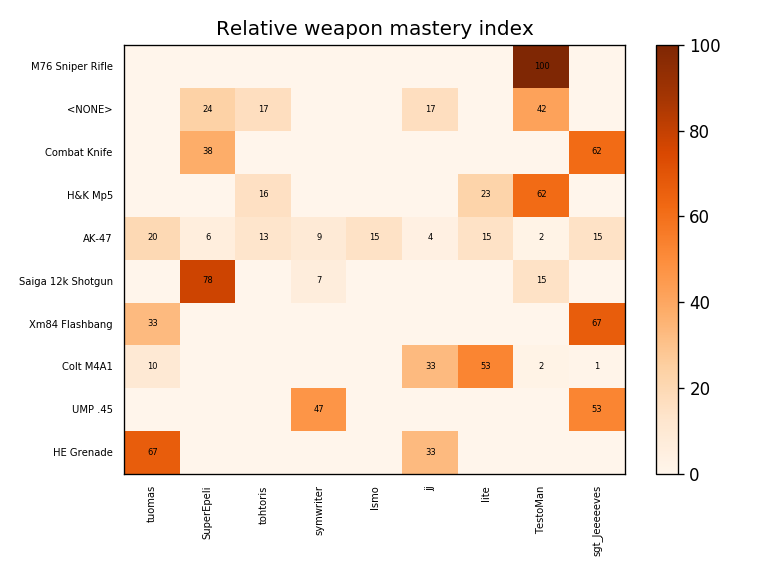 Relative weapon mastery index
M76 Sniper Rifle 100
<NONE> 24 17 17 42
Combat Knife 38 62
H&K Mp5 16 23 62
AK-47 20 6 13 9 15 4 15 2 15
Saiga 12k Shotgun 78 7 15
Xm84 Flashbang 33 67
Colt M4A1 10 33 53 2 1
UMP .45 47 53
HE Grenade 67 33
tuomas
SuperEpeli
tohtoris
symwriter
Ismo
jj
lite
TestoMan
sgt_Jeeeeeves
100
80
60
40
20
0